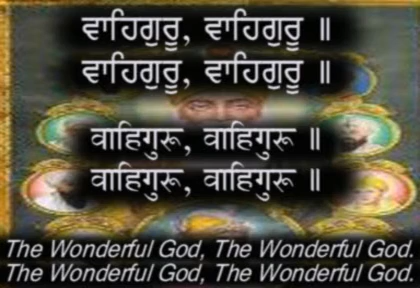 ਵਾਹਿਗੁਰੂ, ਵਾਹਿਗੁਰੂ ॥
ਵਾਹਿਗੁਰੂ, ਵਾਹਿਗੁਰੂ ॥
वाहिगुरू, वाहिगुरू ॥
वाहिगुरू, वाहिगुरू ॥
The Wonderful God, The Wonderful God.
The Wonderful God, The Wonderful God.